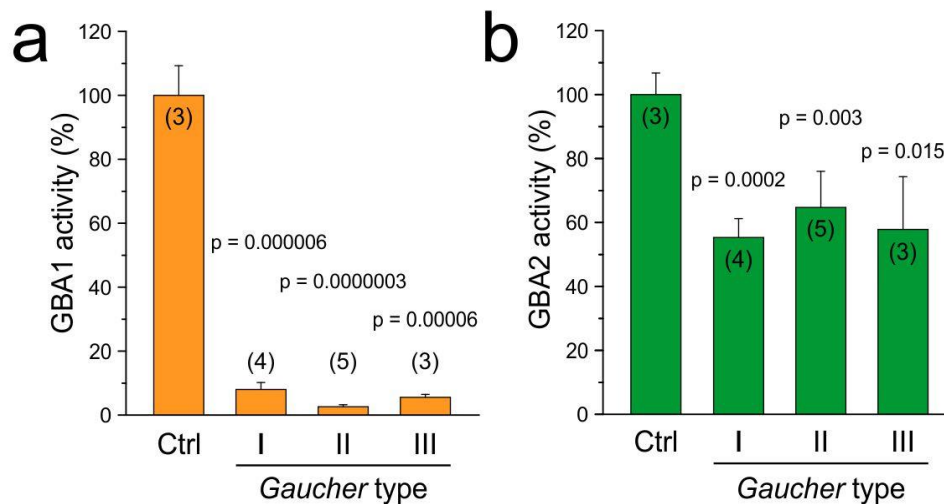 a
GBA1 activity (%)
120
100
80
60
40
20
0
(3)
p = 0.000006
p = 0.0000003
p = 0.00006
(4)
(5)
(3)
Ctrl
I
II
III
Gaucher type
b
GBA2 activity (%)
120
100
80
60
40
20
0
(3)
p = 0.0002
p = 0.003
p = 0.015
(4)
(5)
(3)
Ctrl
I
II
III
Gaucher type